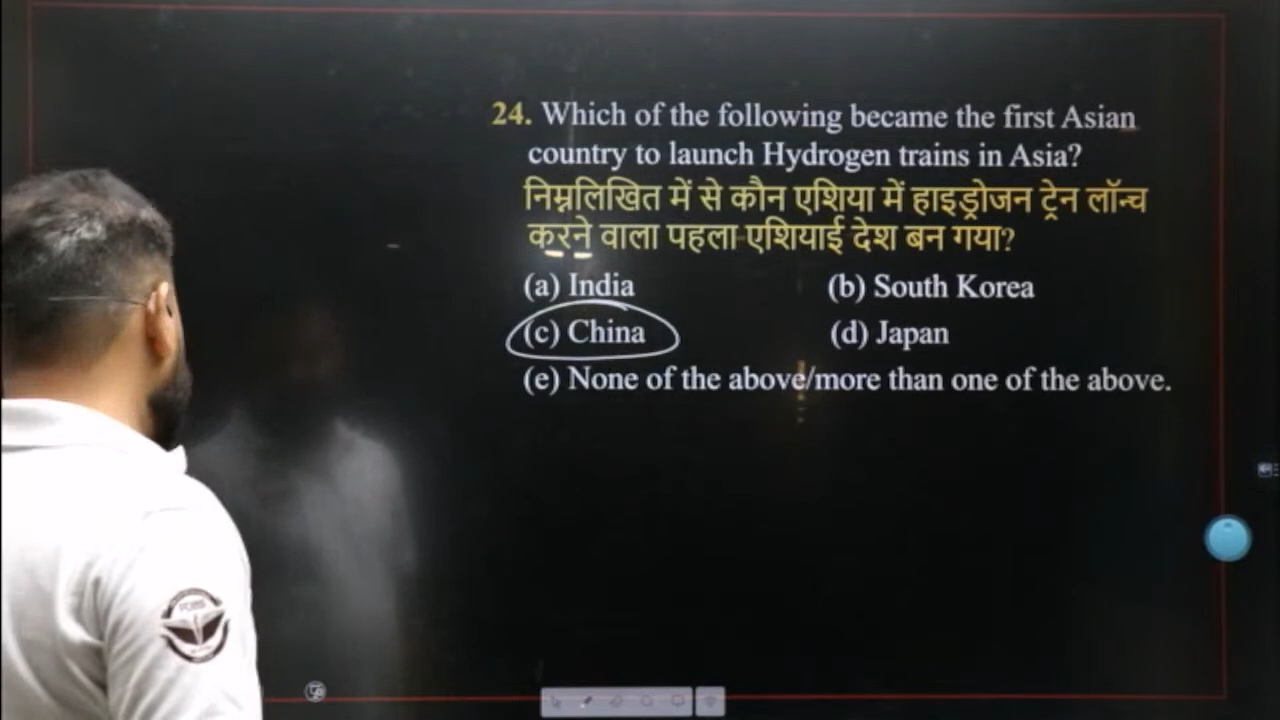 24. Which of the following became the first Asian
country to launch Hydrogen trains in Asia?
निम्नलिखित में से कौन एशिया में हाइड्रोजन ट्रेन लॉन्च
करने वाला पहला एशियाई देश बन गया?
(a) India (b) South Korea
(c) China (d) Japan
(e) None of the above/more than one of the above.